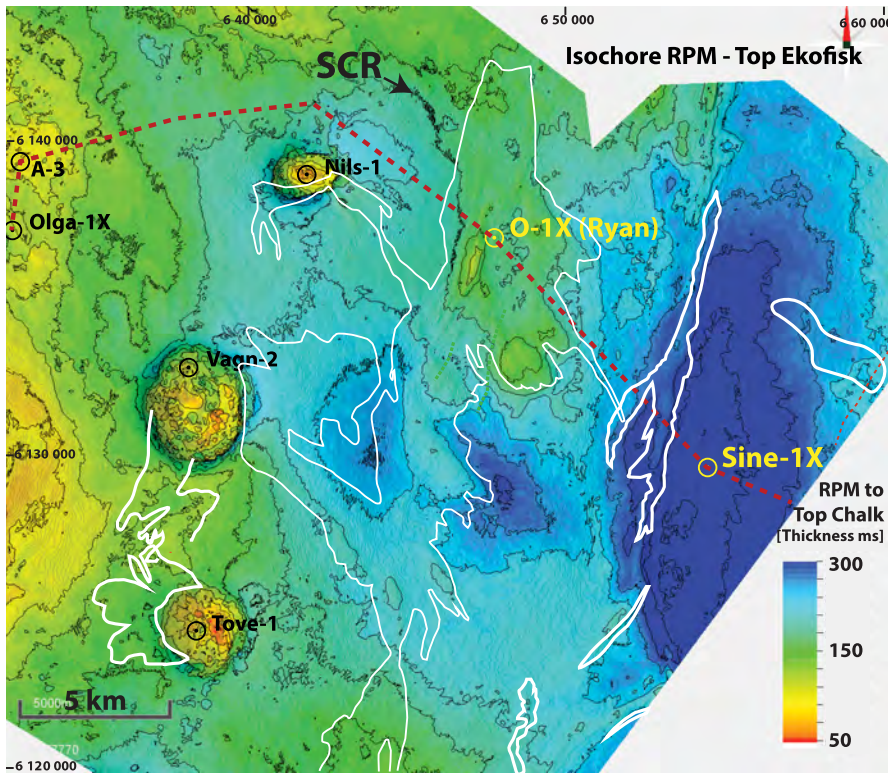 6 40 000
6 50 000
6 60 00
Isochore RPM - Top Ekofisk
SCR
6 140 000
A-3
Nils-1
Olga-1X
O-1X (Ryan)
Vagn-2
6 130 000
Sine-1X
RPM to
Top Chalk
[Thickness ms]
300
150
50
Tove-1
5 km
5000m
7770
6 120 000